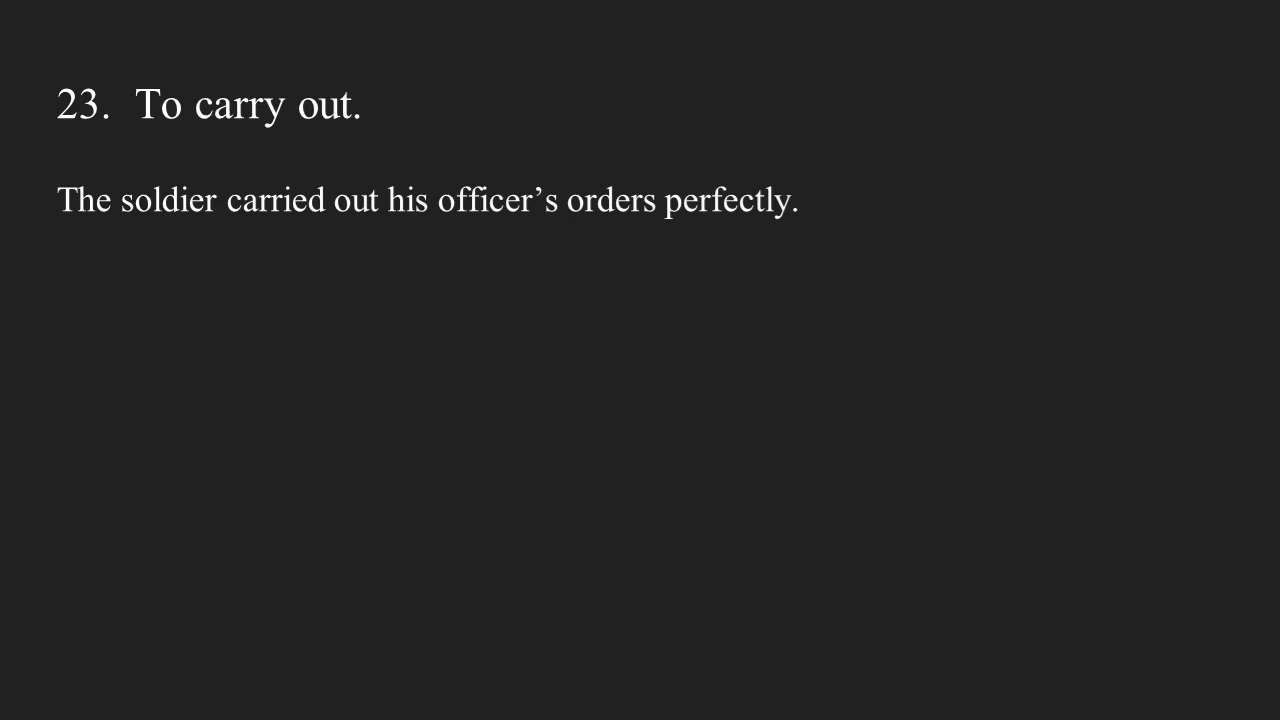 23. To carry out.
The soldier carried out his officer’s orders perfectly.